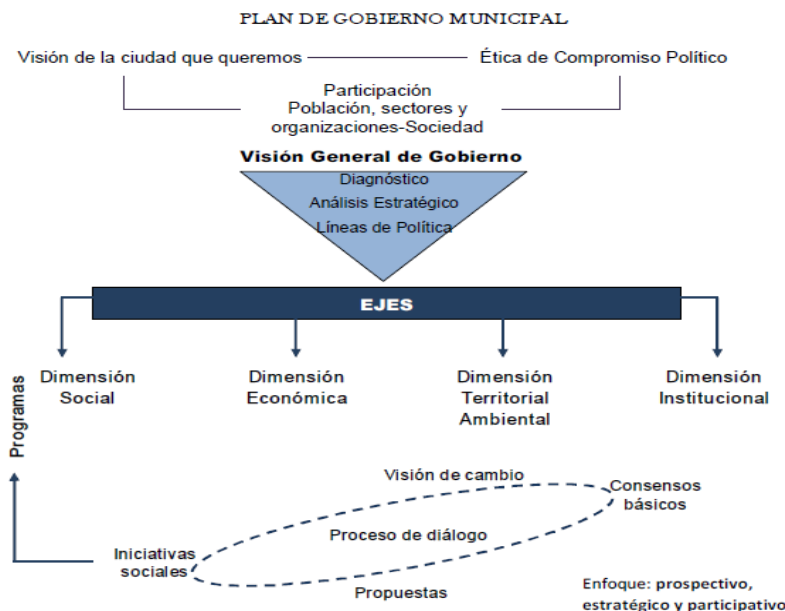 PLAN DE GOBIERNO MUNICIPAL
Visión de la ciudad que queremos
Ética de Compromiso Político
Participación
Población, sectores y
organizaciones-Sociedad
Visión General de Gobierno
Diagnóstico
Análisis Estratégico
Líneas de Política
EJES
Dimensión
Social
Dimensión
Económica
Dimensión
Territorial
Ambiental
Dimensión
Institucional
Programas
Visión de cambio
Consensos
básicos
Proceso de diálogo
Iniciativas
sociales
Propuestas
Enfoque: prospectivo,
estratégico y participativo